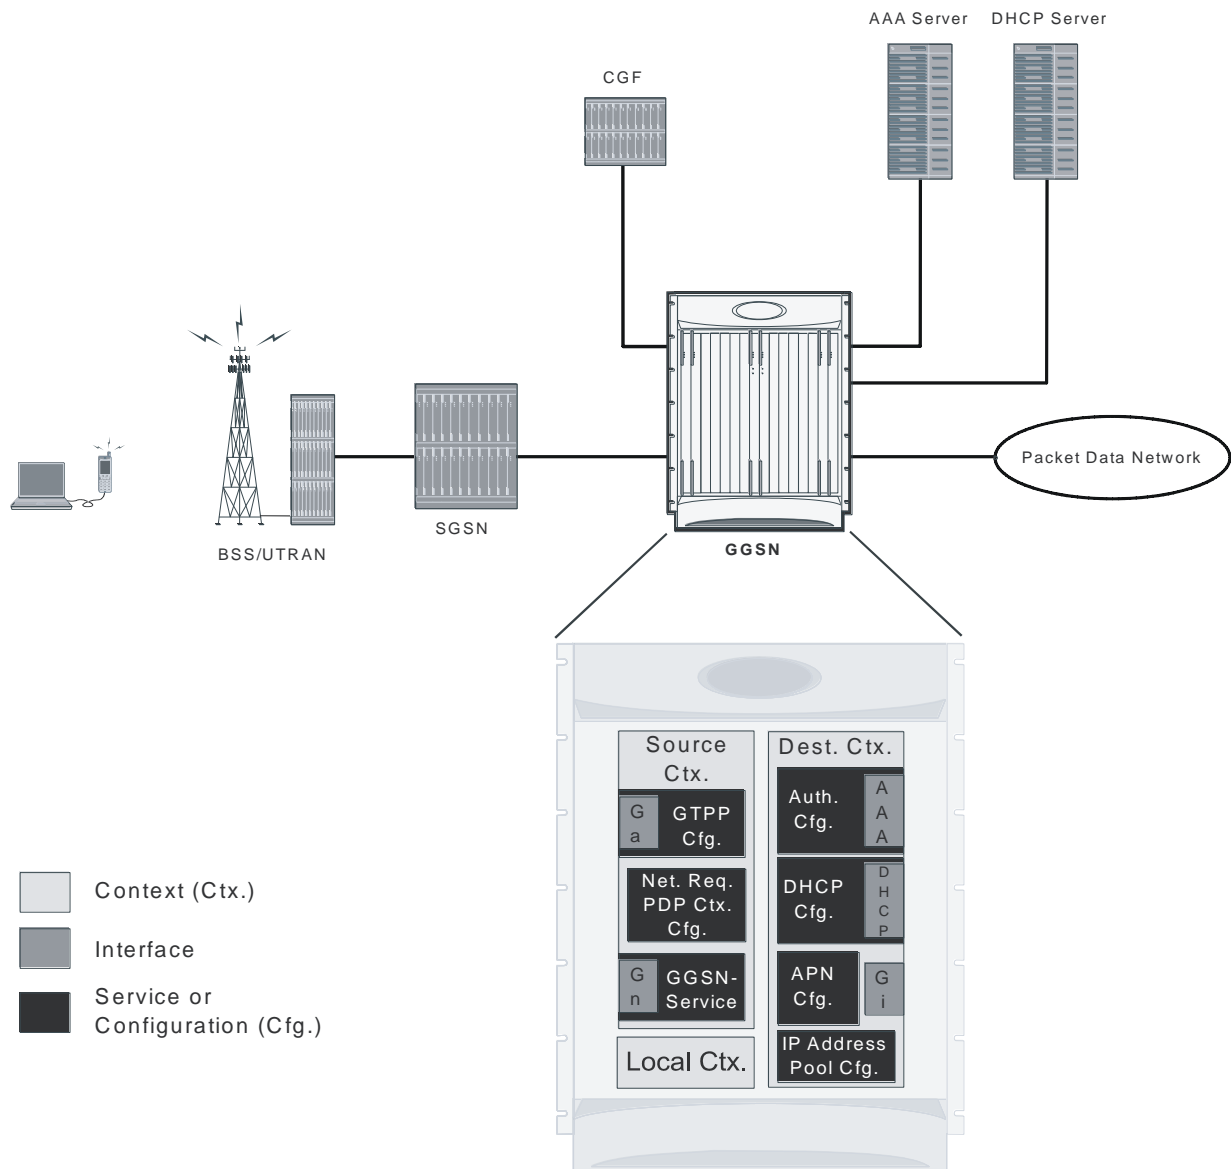 AAA Server
DHCP Server
CGF
Packet Data Network
SGSN
BSS/UTRAN
GGSN
Source
Ctx.
G
a
GTPP
Cfg.
Net. Req.
PDP Ctx.
Cfg.
G
n
GGSN-
Service
Local Ctx.
Dest. Ctx.
Auth.
Cfg.
A
A
A
DHCP
Cfg.
D
H
C
P
APN
Cfg.
G
i
IP Address
Pool Cfg.
Context (Ctx.)
Interface
Service or
Configuration (Cfg.)